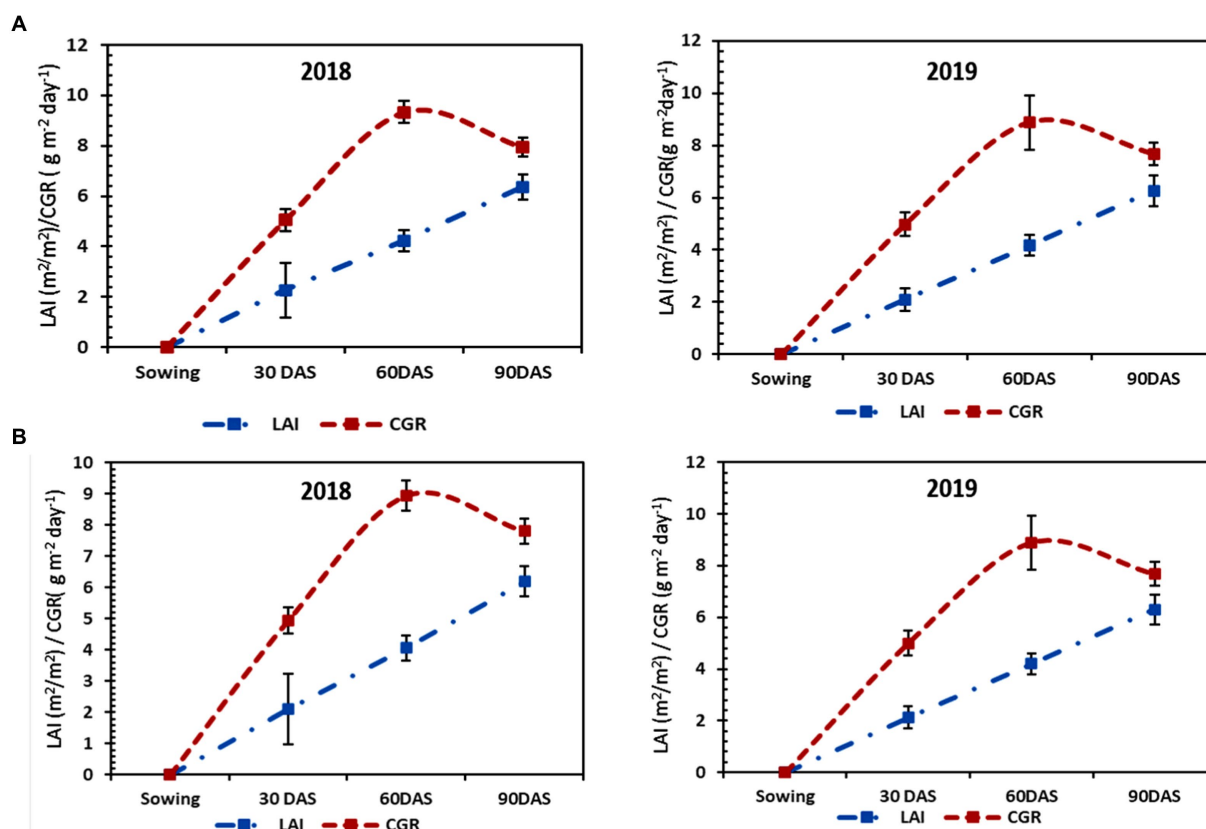 A
2018
LAI (m²/m²)/CGR ( g m⁻² day⁻¹)
12
10
8
6
4
2
0
Sowing 30 DAS 60DAS 90DAS
LAI CGR
2019
LAI (m²/m²) / CGR(g m⁻²day⁻¹)
12
10
8
6
4
2
0
Sowing 30 DAS 60DAS 90DAS
LAI CGR
B
2018
LAI (m²/m²) / CGR( g m⁻² day⁻¹)
10
9
8
7
6
5
4
3
2
1
0
Sowing 30 DAS 60DAS 90DAS
LAI CGR
2019
LAI (m²/m²) / CGR (g m⁻² day⁻¹)
12
10
8
6
4
2
0
Sowing 30 DAS 60DAS 90DAS
LAI CGR